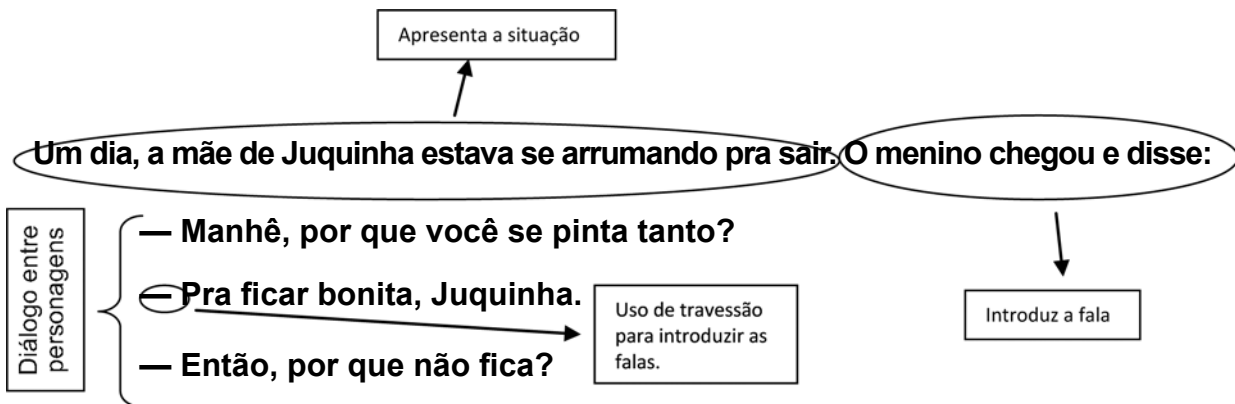 Apresenta a situação
Um dia, a mãe de Juquinha estava se arrumando pra sair. O menino chegou e disse:
Diálogo entre
personagens
— Manhê, por que você se pinta tanto?
— Pra ficar bonita, Juquinha.
— Então, por que não fica?
Uso de travessão
para introduzir as
falas.
Introduz a fala